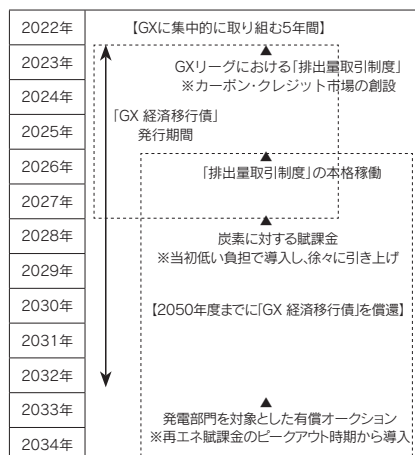 2022年
【GXに集中的に取り組む5年間】
2023年
GXリーグにおける「排出量取引制度」
※カーボン・クレジット市場の創設
2024年
「GX 経済移行債」
発行期間
2025年
2026年
「排出量取引制度」の本格稼働
2027年
2028年
炭素に対する賦課金
※当初低い負担で導入し、徐々に引き上げ
2029年
2030年
【2050年度までに「GX 経済移行債」を償還】
2031年
2032年
2033年
発電部門を対象とした有償オークション
※再エネ賦課金のピークアウト時期から導入
2034年